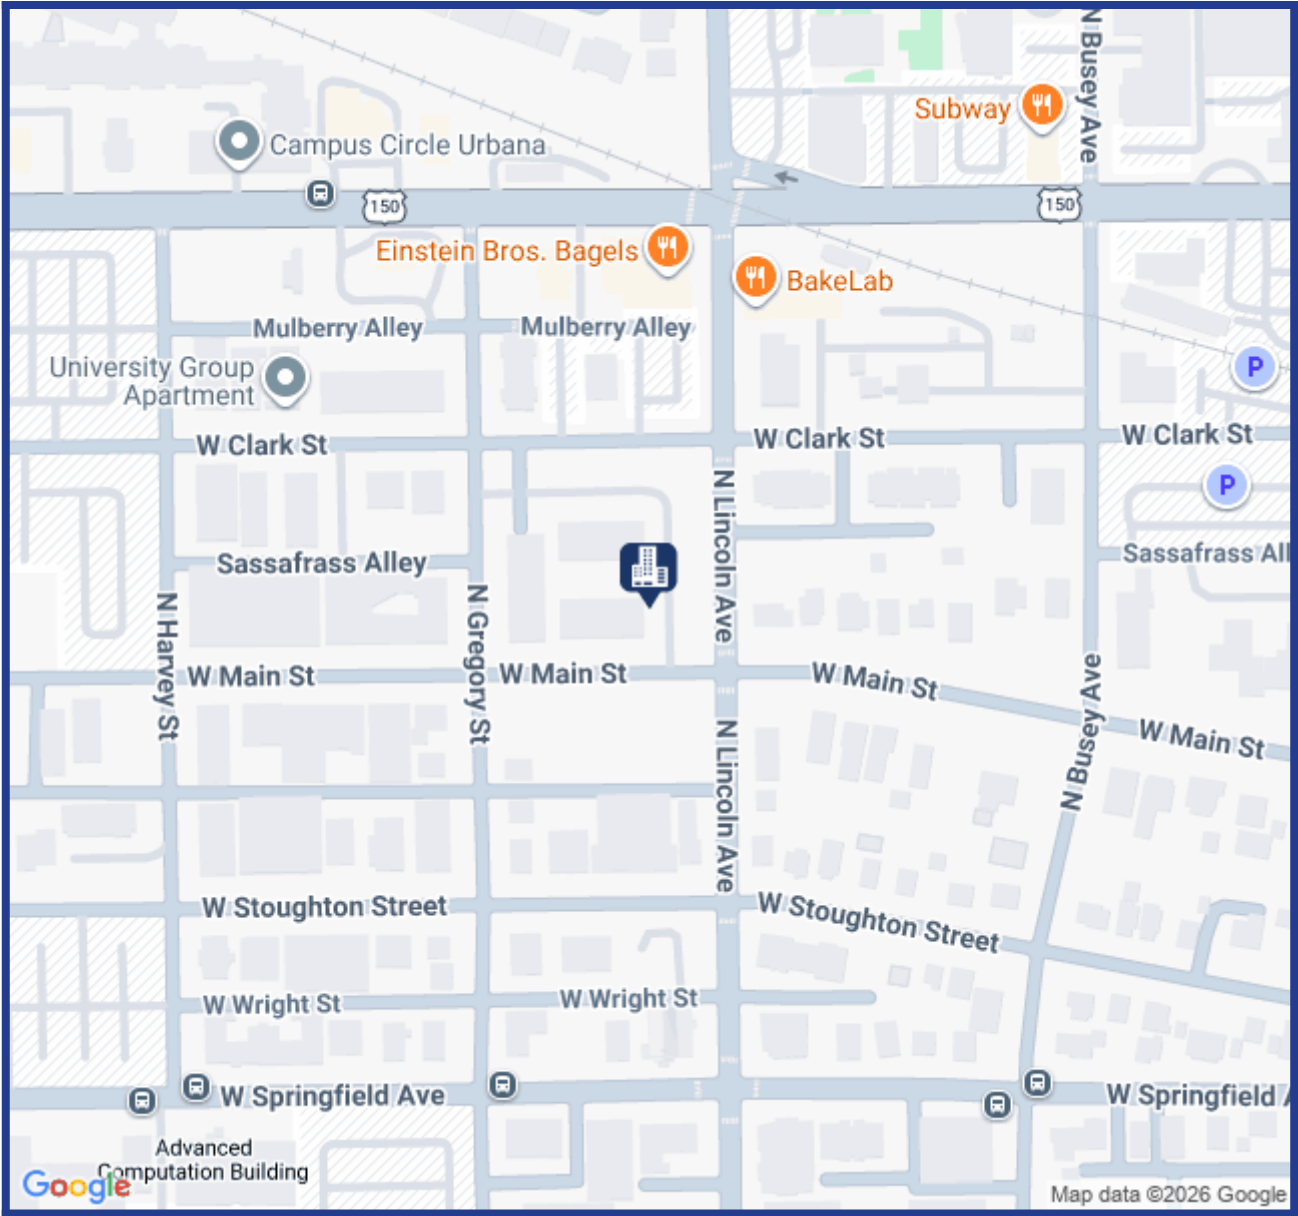 N Busey Ave
Subway
Campus Circle Urbana
150
150
Einstein Bros. Bagels
BakeLab
Mulberry Alley
Mulberry Alley
University Group
Apartment
P
W Clark St
W Clark St
W Clark St
P
N Lincoln Ave
Sassafrass Alley
Sassafrass All
N Harvey St
N Gregory St
W Main St
W Main St
W Main St
W Main St
N Busey Ave
N Lincoln Ave
W Stoughton Street
W Stoughton Street
W Wright St
W Wright St
W Springfield Ave
W Springfield A
Advanced
Computation Building
Google
Map data ©2026 Google